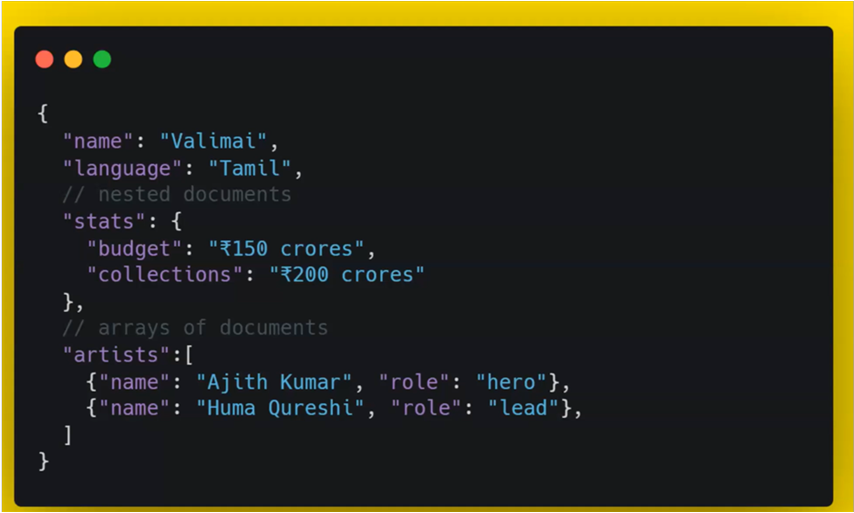 {
  "name": "Valimai",
  "language": "Tamil",
  // nested documents
  "stats": {
    "budget": "₹150 crores",
    "collections": "₹200 crores"
  },
  // arrays of documents
  "artists":[
    {"name": "Ajith Kumar", "role": "hero"},
    {"name": "Huma Qureshi", "role": "lead"},
  ]
}